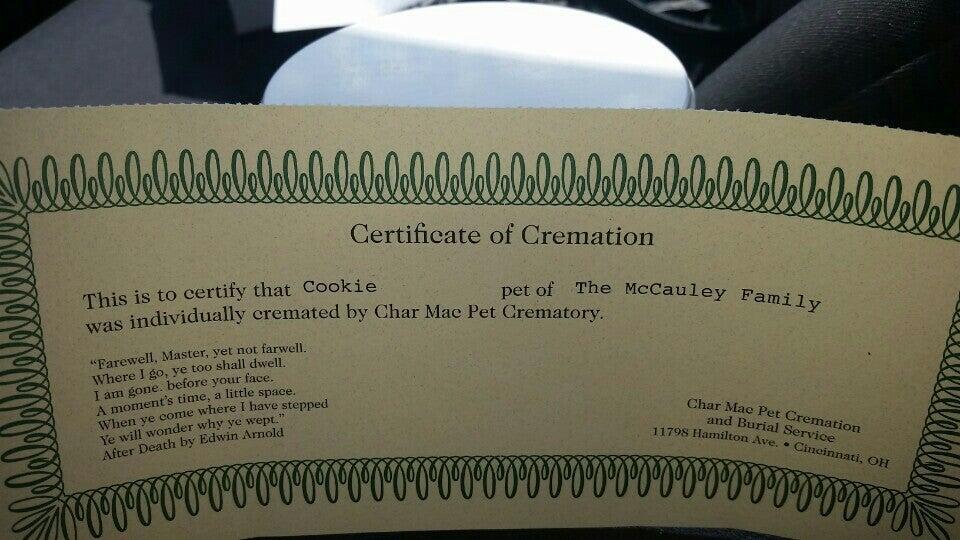 Certificate of Cremation
This is to certify that Cookie pet of The McCauley Family
was individually cremated by Char Mac Pet Crematory.
“Farewell, Master, yet not farwell.
Where I go, ye too shall dwell.
I am gone. before your face.
A moment's time, a little space.
When ye come where I have stepped
Ye will wonder why ye wept.”
After Death by Edwin Arnold
Char Mac Pet Cremation
and Burial Service
11798 Hamilton Ave. • Cincinnati, OH